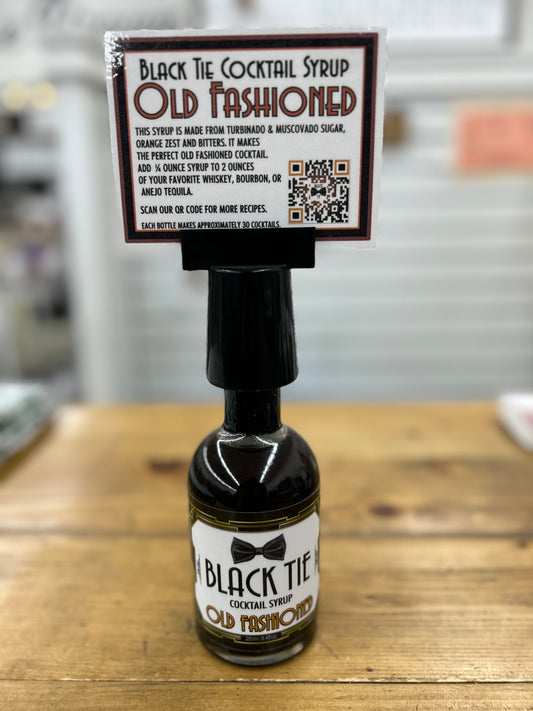 BLACK TIE COCKTAIL SYRUP
OLD FASHIONED
THIS SYRUP IS MADE FROM TURBINADO & MUSCOVADO SUGAR,
ORANGE ZEST AND BITTERS. IT MAKES
THE PERFECT OLD FASHIONED COCKTAIL.
ADD ¼ OUNCE SYRUP TO 2 OUNCES
OF YOUR FAVORITE WHISKEY, BOURBON, OR
ANEJO TEQUILA.
SCAN OUR QR CODE FOR MORE RECIPES.
EACH BOTTLE MAKES APPROXIMATELY 30 COCKTAILS.
BLACK TIE
COCKTAIL SYRUP
OLD FASHIONED